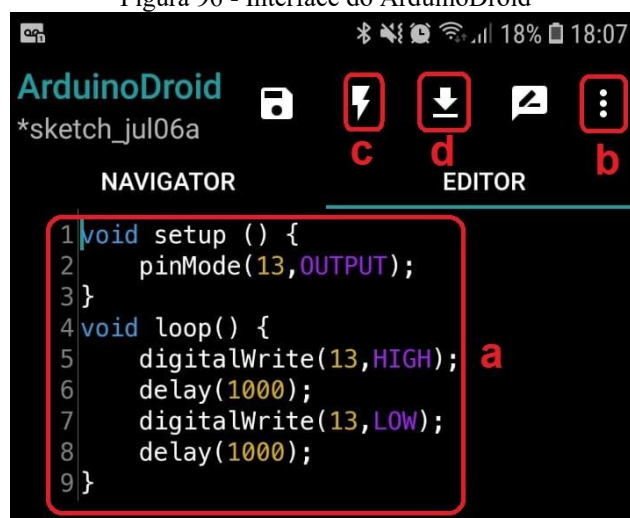 Figura 96 - Interface do ArduinoDroid
18% 18:07
ArduinoDroid
*sketch_jul06a
c d b
NAVIGATOR EDITOR
1 void setup () {
2 pinMode(13,OUTPUT);
3 }
4 void loop() {
5 digitalWrite(13,HIGH); a
6 delay(1000);
7 digitalWrite(13,LOW);
8 delay(1000);
9 }